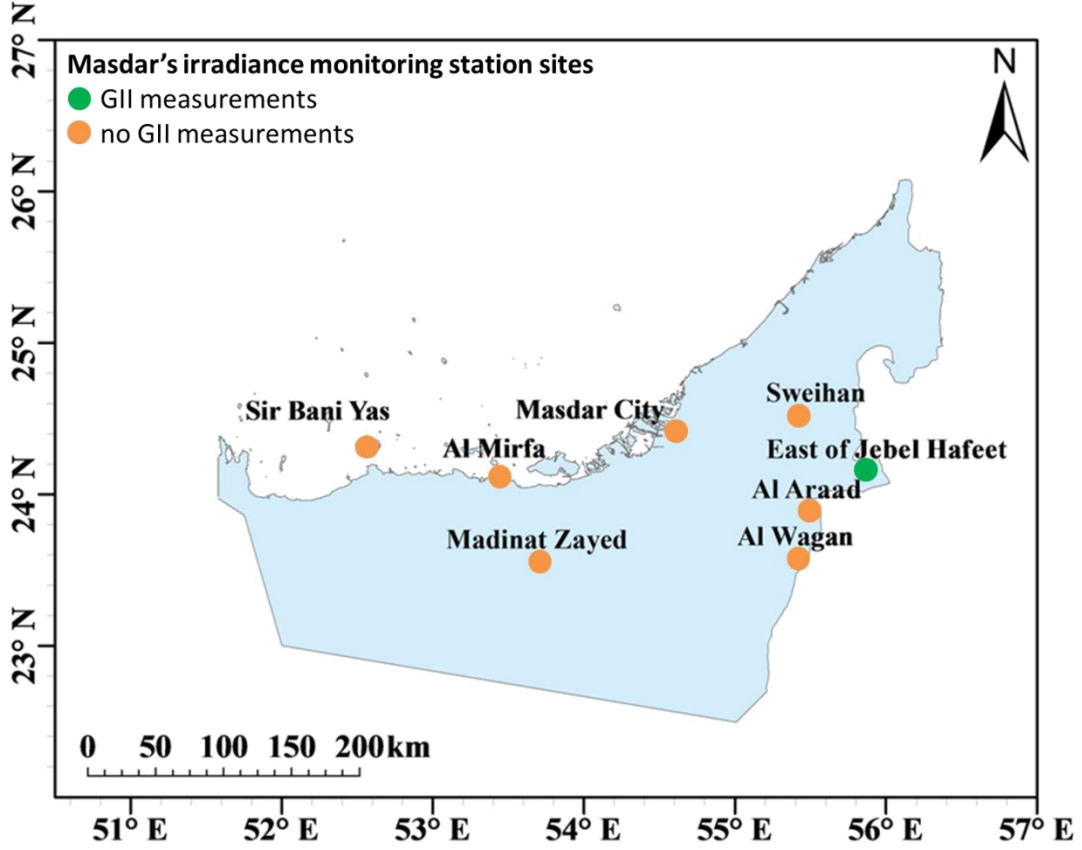 Masdar's irradiance monitoring station sites
GII measurements
no GII measurements
N
27° N
26° N
25° N
24° N
23° N
Sweihan
Sir Bani Yas
Masdar City
Al Mirfa
East of Jebel Hafeet
Al Araad
Madinat Zayed
Al Wagan
0 50 100 150 200 km
51° E 52° E 53° E 54° E 55° E 56° E 57° E